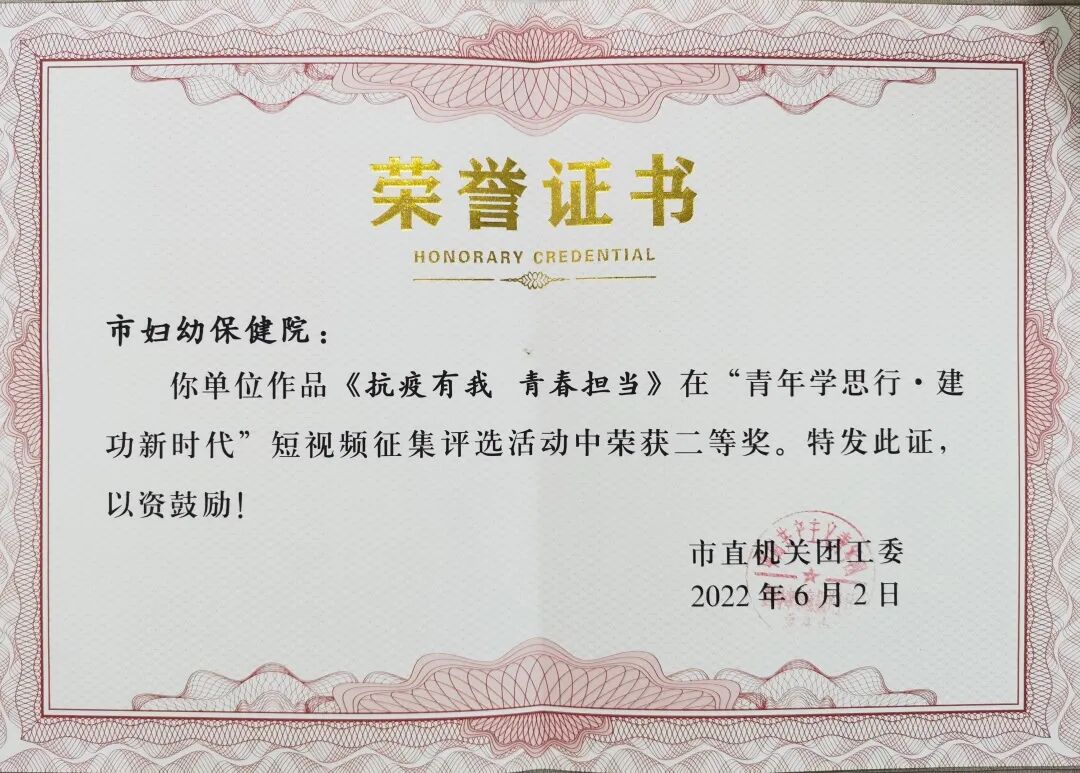 荣誉证书
HONORARY CREDENTIAL
市妇幼保健院：
你单位作品《抗疫有我 青春担当》在“青年学思行·建
功新时代”短视频征集评选活动中荣获二等奖。特发此证，
以资鼓励！
市直机关团工委
2022年6月2日